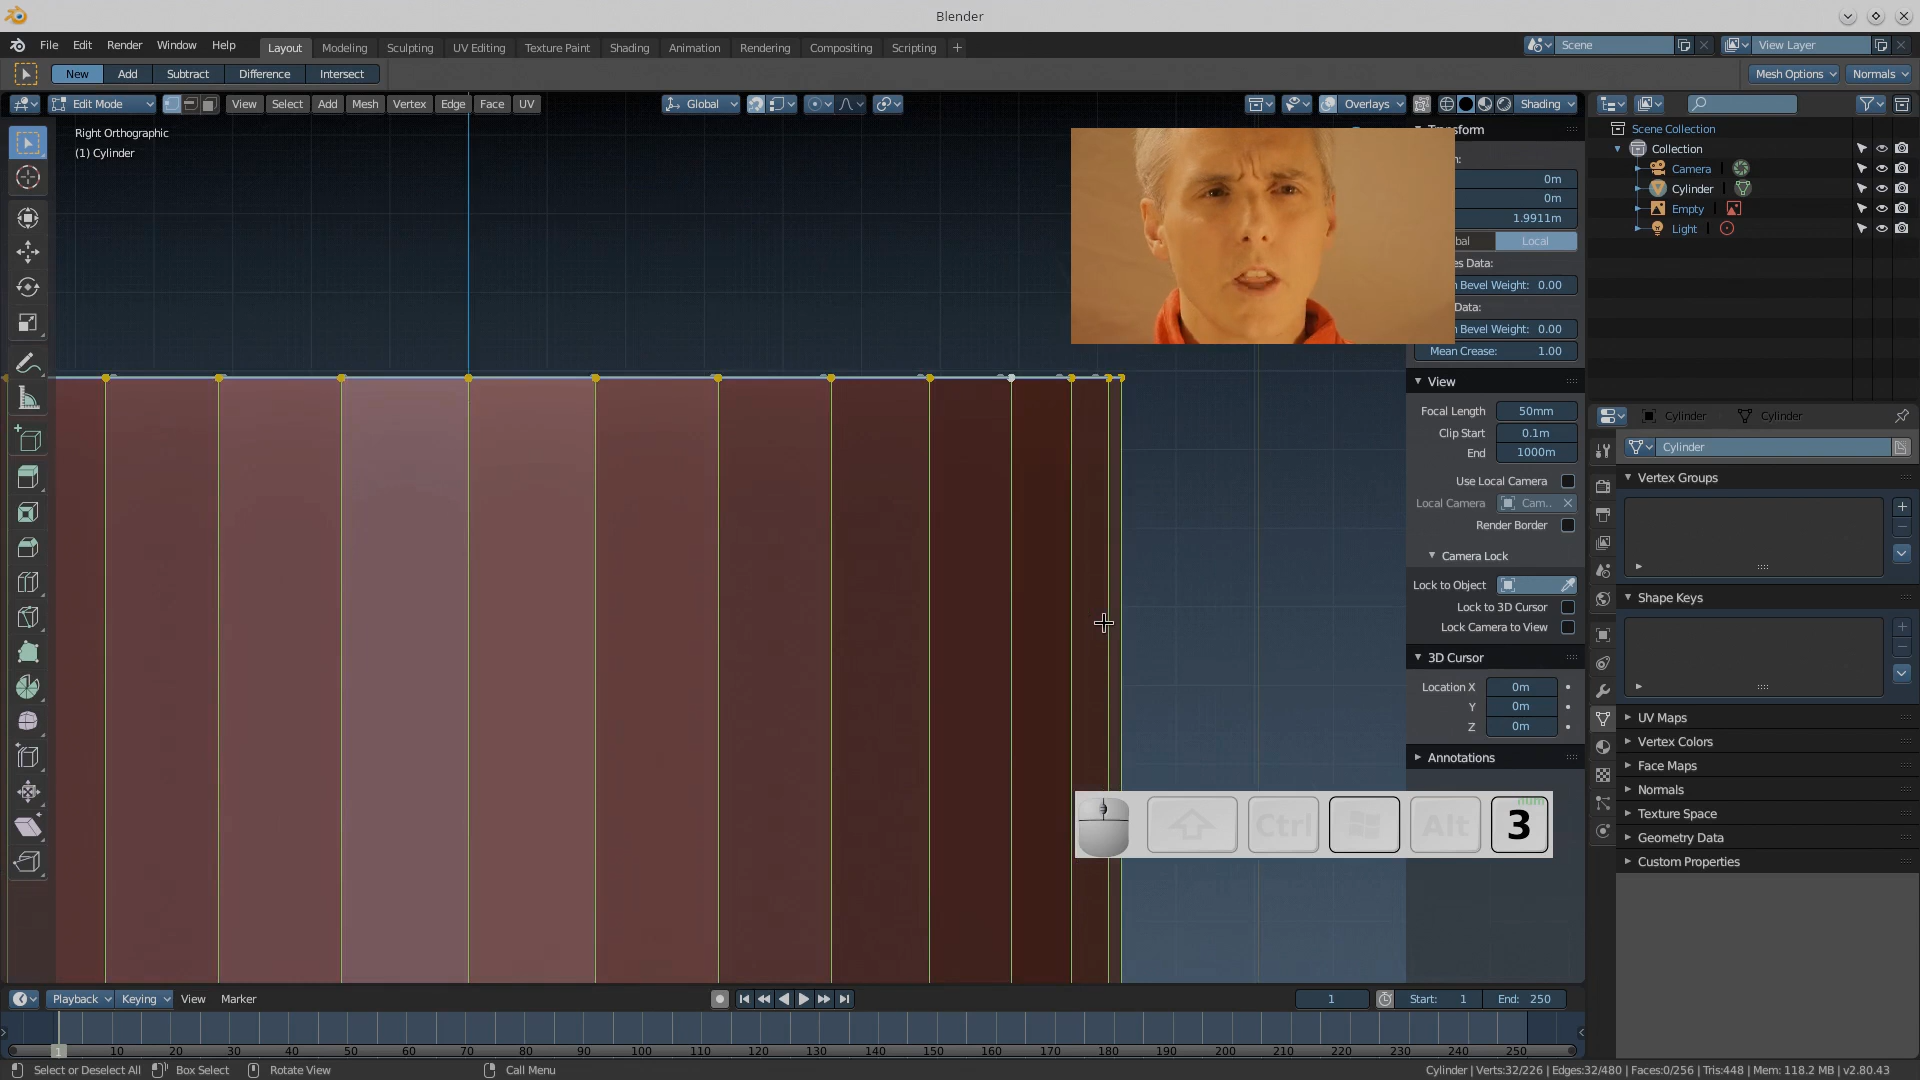 Blender
File Edit Render Window Help Layout Modeling Sculpting UV Editing Texture Paint Shading Animation Rendering Compositing Scripting + Scene View Layer
New Add Subtract Difference Intersect Mesh Options Normals
Edit Mode View Select Add Mesh Vertex Edge Face UV Global Overlays Shading
Right Orthographic
(1) Cylinder
Scene Collection
Collection
Camera
Cylinder
Empty
Light
0m
0m
1.9911m
bal Local
es Data:
Bevel Weight: 0.00
Data:
Bevel Weight: 0.00
Mean Crease: 1.00
View
Focal Length 50mm
Clip Start 0.1m
End 1000m
Use Local Camera
Local Camera Cam..
Render Border
Camera Lock
Lock to Object
Lock to 3D Cursor
Lock Camera to View
3D Cursor
Location X 0m
Y 0m
Z 0m
Annotations
Cylinder Cylinder
Cylinder
Vertex Groups
Shape Keys
UV Maps
Vertex Colors
Face Maps
Normals
Texture Space
Geometry Data
Custom Properties
Ctrl Alt num 3
Playback Keying View Marker 1 Start: 1 End: 250
1 10 20 30 40 50 60 70 80 90 100 110 120 130 140 150 160 170 180 190 200 210 220 230 240 250
Select or Deselect All Box Select Rotate View Call Menu Cylinder | Verts:32/226 | Edges:32/480 | Faces:0/256 | Tris:448 | Mem: 118.2 MB | v2.80.43